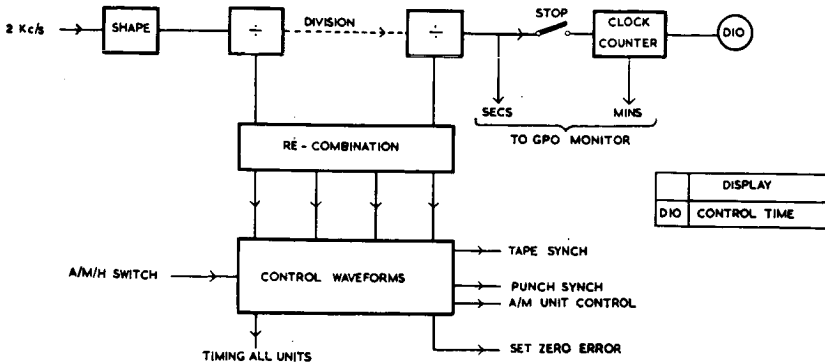 2 Kc/s
SHAPE
÷
DIVISION
÷
STOP
CLOCK
COUNTER
DIO
SECS
MINS
TO GPO MONITOR
RE - COMBINATION
DISPLAY
DIO CONTROL TIME
A/M/H SWITCH
CONTROL WAVEFORMS
TAPE SYNCH
PUNCH SYNCH
A/M UNIT CONTROL
TIMING ALL UNITS
SET ZERO ERROR